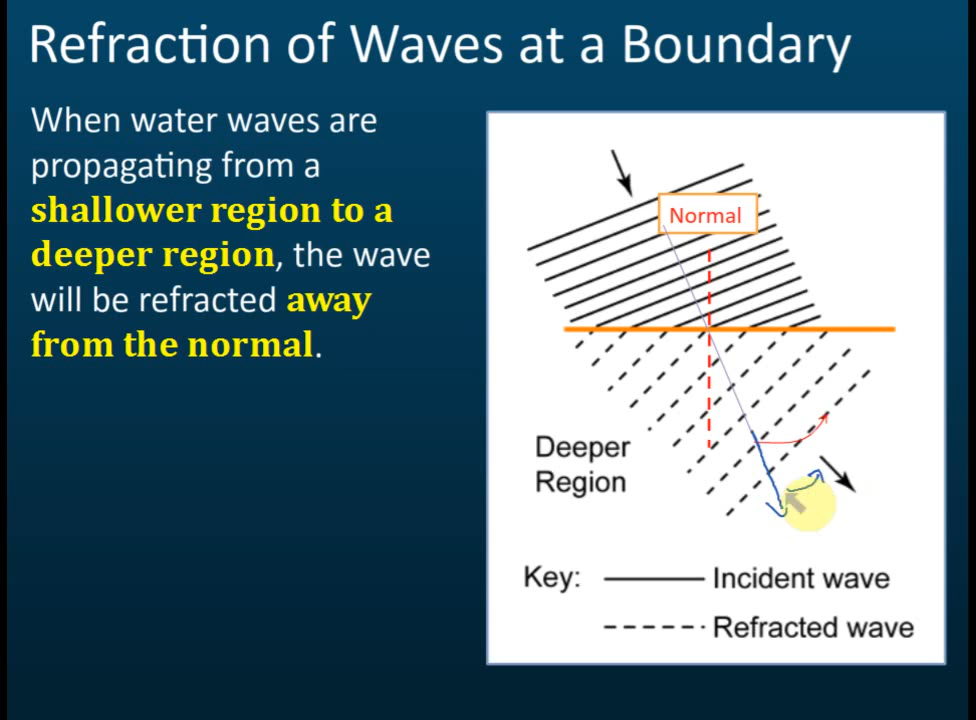 Refraction of Waves at a Boundary
When water waves are
propagating from a
shallower region to a
deeper region, the wave
will be refracted away
from the normal.
Normal
Deeper
Region
Key: Incident wave
Refracted wave